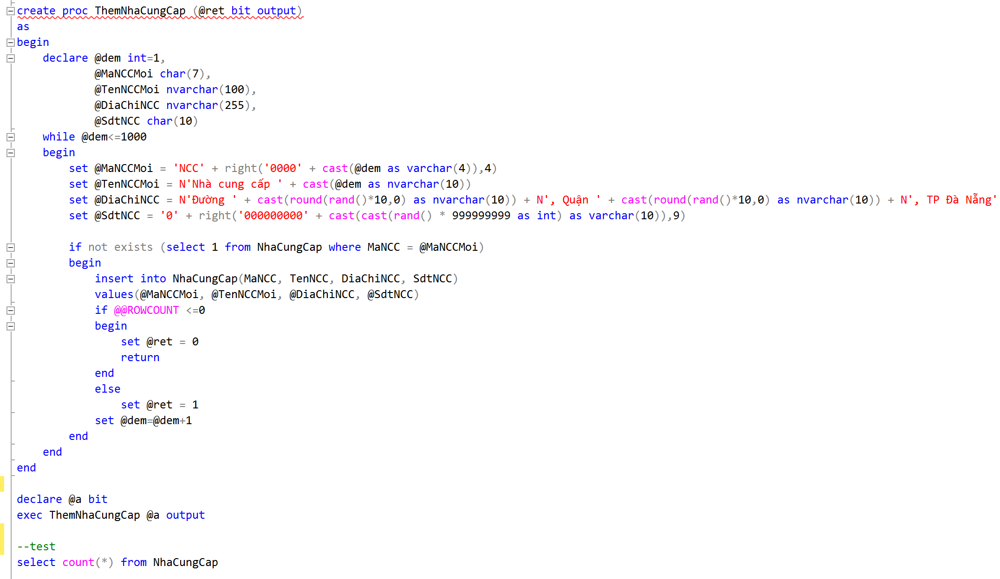 create proc ThemNhaCungCap (@ret bit output)
as
begin
    declare @dem int=1,
            @MaNCCMoi char(7),
            @TenNCCMoi nvarchar(100),
            @DiaChiNCC nvarchar(255),
            @SdtNCC char(10)
    while @dem<=1000
    begin
        set @MaNCCMoi = 'NCC' + right('0000' + cast(@dem as varchar(4)),4)
        set @TenNCCMoi = N'Nhà cung cấp ' + cast(@dem as nvarchar(10))
        set @DiaChiNCC = N'Đường ' + cast(round(rand()*10,0) as nvarchar(10)) + N', Quận ' + cast(round(rand()*10,0) as nvarchar(10)) + N', TP Đà Nẵng'
        set @SdtNCC = '0' + right('000000000' + cast(cast(rand() * 999999999 as int) as varchar(10)),9)

        if not exists (select 1 from NhaCungCap where MaNCC = @MaNCCMoi)
        begin
            insert into NhaCungCap(MaNCC, TenNCC, DiaChiNCC, SdtNCC)
            values(@MaNCCMoi, @TenNCCMoi, @DiaChiNCC, @SdtNCC)
            if @@ROWCOUNT <=0
            begin
                set @ret = 0
                return
            end
            else
                set @ret = 1
            set @dem=@dem+1
        end
    end
end

declare @a bit
exec ThemNhaCungCap @a output

--test
select count(*) from NhaCungCap